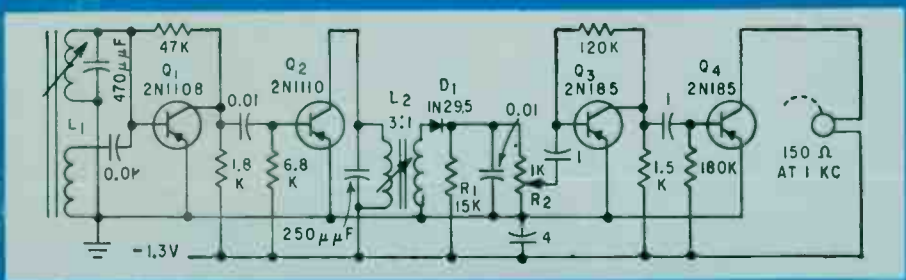 47K
120K
470µµF
Q1
2N1108
Q2
2N1110
L2
3:1
D1
1N295
0.01
Q3
2N185
Q4
2N185
0.01
1
1
L1
0.01
1.8
K
6.8
K
R1
15K
1K
R2
1.5
K
180K
150 Ω
AT 1 KC
250µµF
4
-1.3V